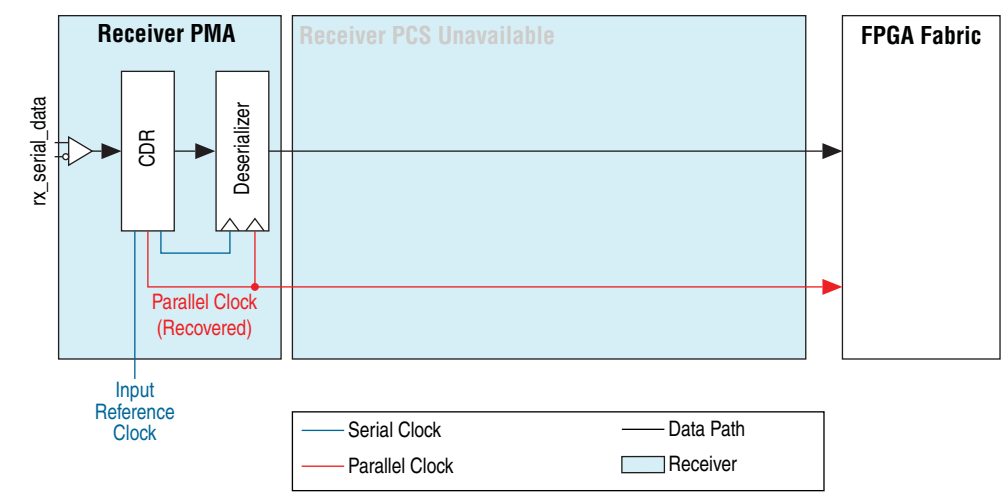 Receiver PMA
Receiver PCS Unavailable
FPGA Fabric
rx_serial_data
CDR
Deserializer
Parallel Clock
(Recovered)
Input
Reference
Clock
Serial Clock
Data Path
Parallel Clock
Receiver